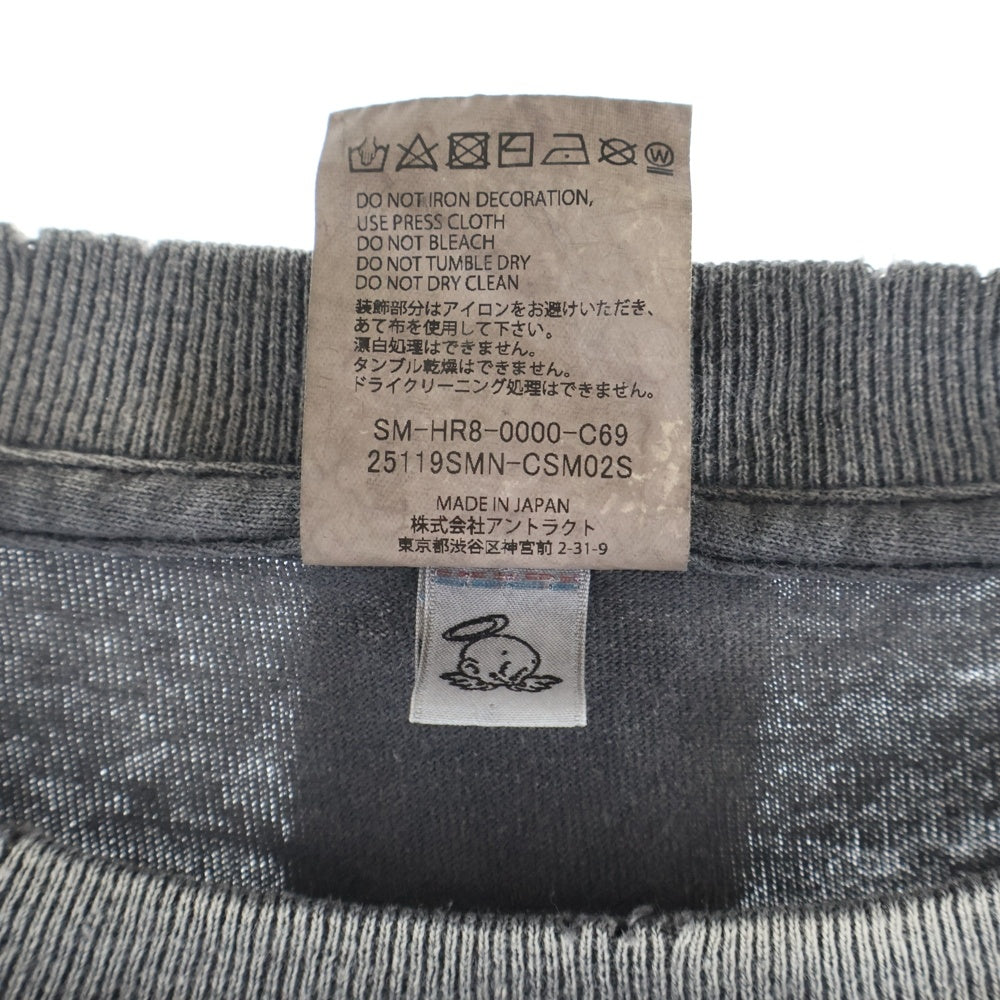 W
DO NOT IRON DECORATION,
USE PRESS CLOTH
DO NOT BLEACH
DO NOT TUMBLE DRY
DO NOT DRY CLEAN
装飾部分はアイロンをお避けいただき、
あて布を使用して下さい。
漂白処理はできません。
タンブル乾燥はできません。
ドライクリーニング処理はできません。
SM-HR8-0000-C69
25119SMN-CSM02S
MADE IN JAPAN
株式会社アントラクト
東京都渋谷区神宮前 2-31-9